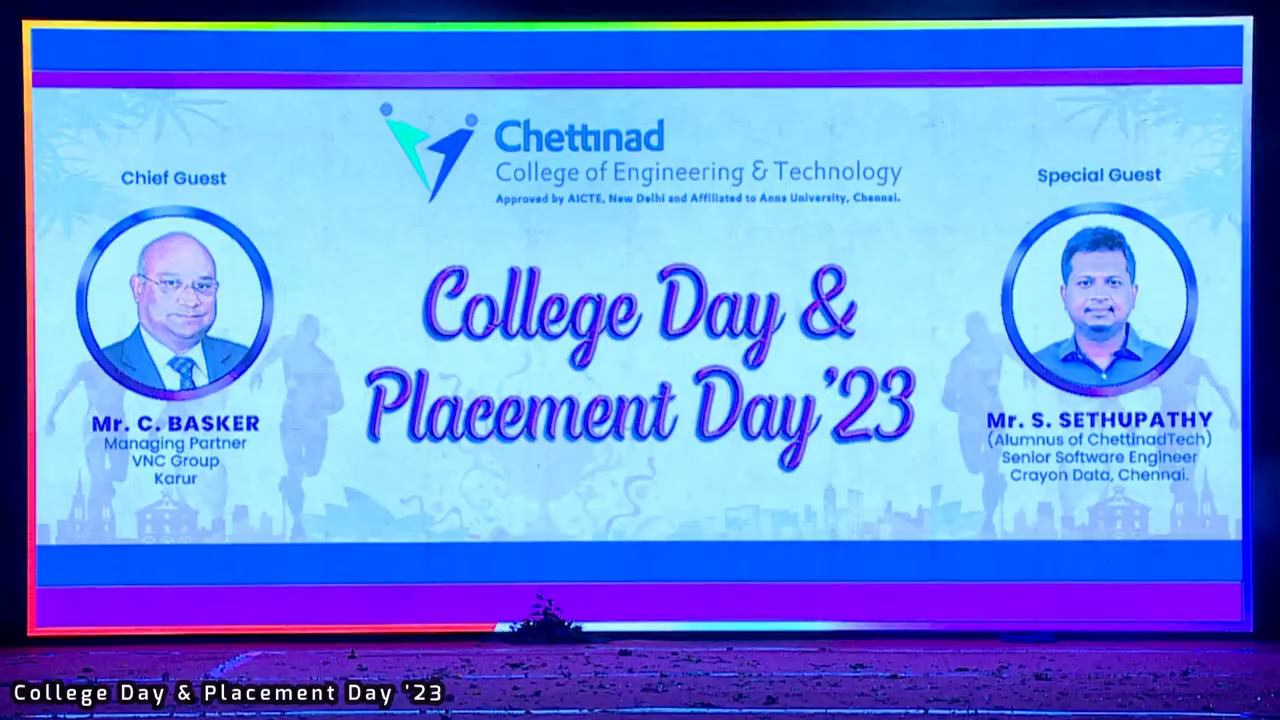 Chettinad
College of Engineering & Technology
Approved by AICTE, New Delhi and Affiliated to Anna University, Chennai.
Chief Guest
Mr. C. BASKER
Managing Partner
VNC Group
Karur
College Day &
Placement Day '23
Special Guest
Mr. S. SETHUPATHY
(Alumnus of ChettinadTech)
Senior Software Engineer
Crayon Data, Chennai.
College Day & Placement Day '23